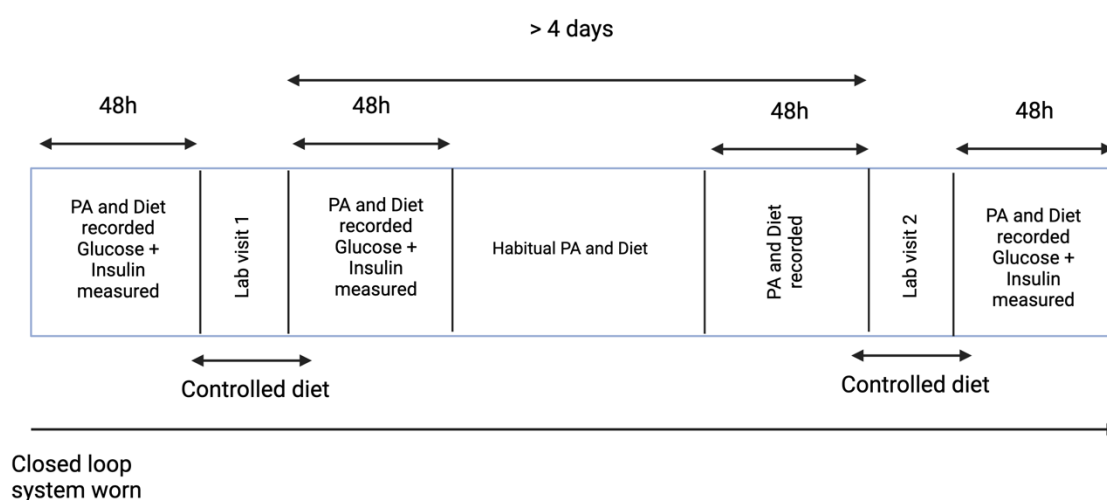 > 4 days
48h
48h
48h
48h
PA and Diet
recorded
Glucose +
Insulin
measured
Lab visit 1
PA and Diet
recorded
Glucose +
Insulin
measured
Habitual PA and Diet
PA and Diet
recorded
Lab visit 2
PA and Diet
recorded
Glucose +
Insulin
measured
Controlled diet
Controlled diet
Closed loop
system worn